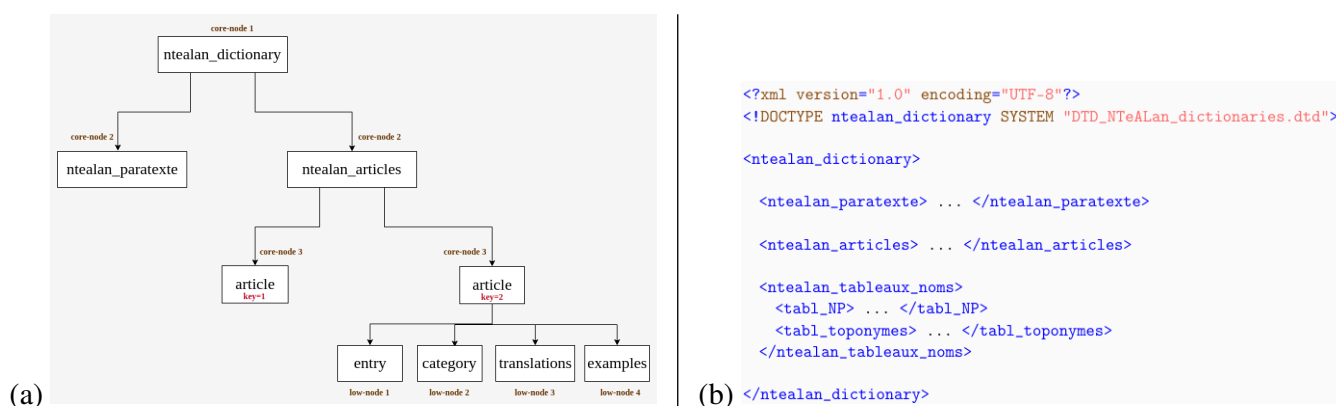 core-node 1
ntealan_dictionary
core-node 2
core-node 2
ntealan_paratexte
ntealan_articles
core-node 3
core-node 3
article
key=1
article
key=2
entry
category
translations
examples
low-node 1
low-node 2
low-node 3
low-node 4
(a)
<?xml version="1.0" encoding="UTF-8"?>
<!DOCTYPE ntealan_dictionary SYSTEM "DTD_NTeALan_dictionaries.dtd">
<ntealan_dictionary>
<ntealan_paratexte> ... </ntealan_paratexte>
<ntealan_articles> ... </ntealan_articles>
<ntealan_tableaux_noms>
<tabl_NP> ... </tabl_NP>
<tabl_toponymes> ... </tabl_toponymes>
</ntealan_tableaux_noms>
</ntealan_dictionary>
(b)